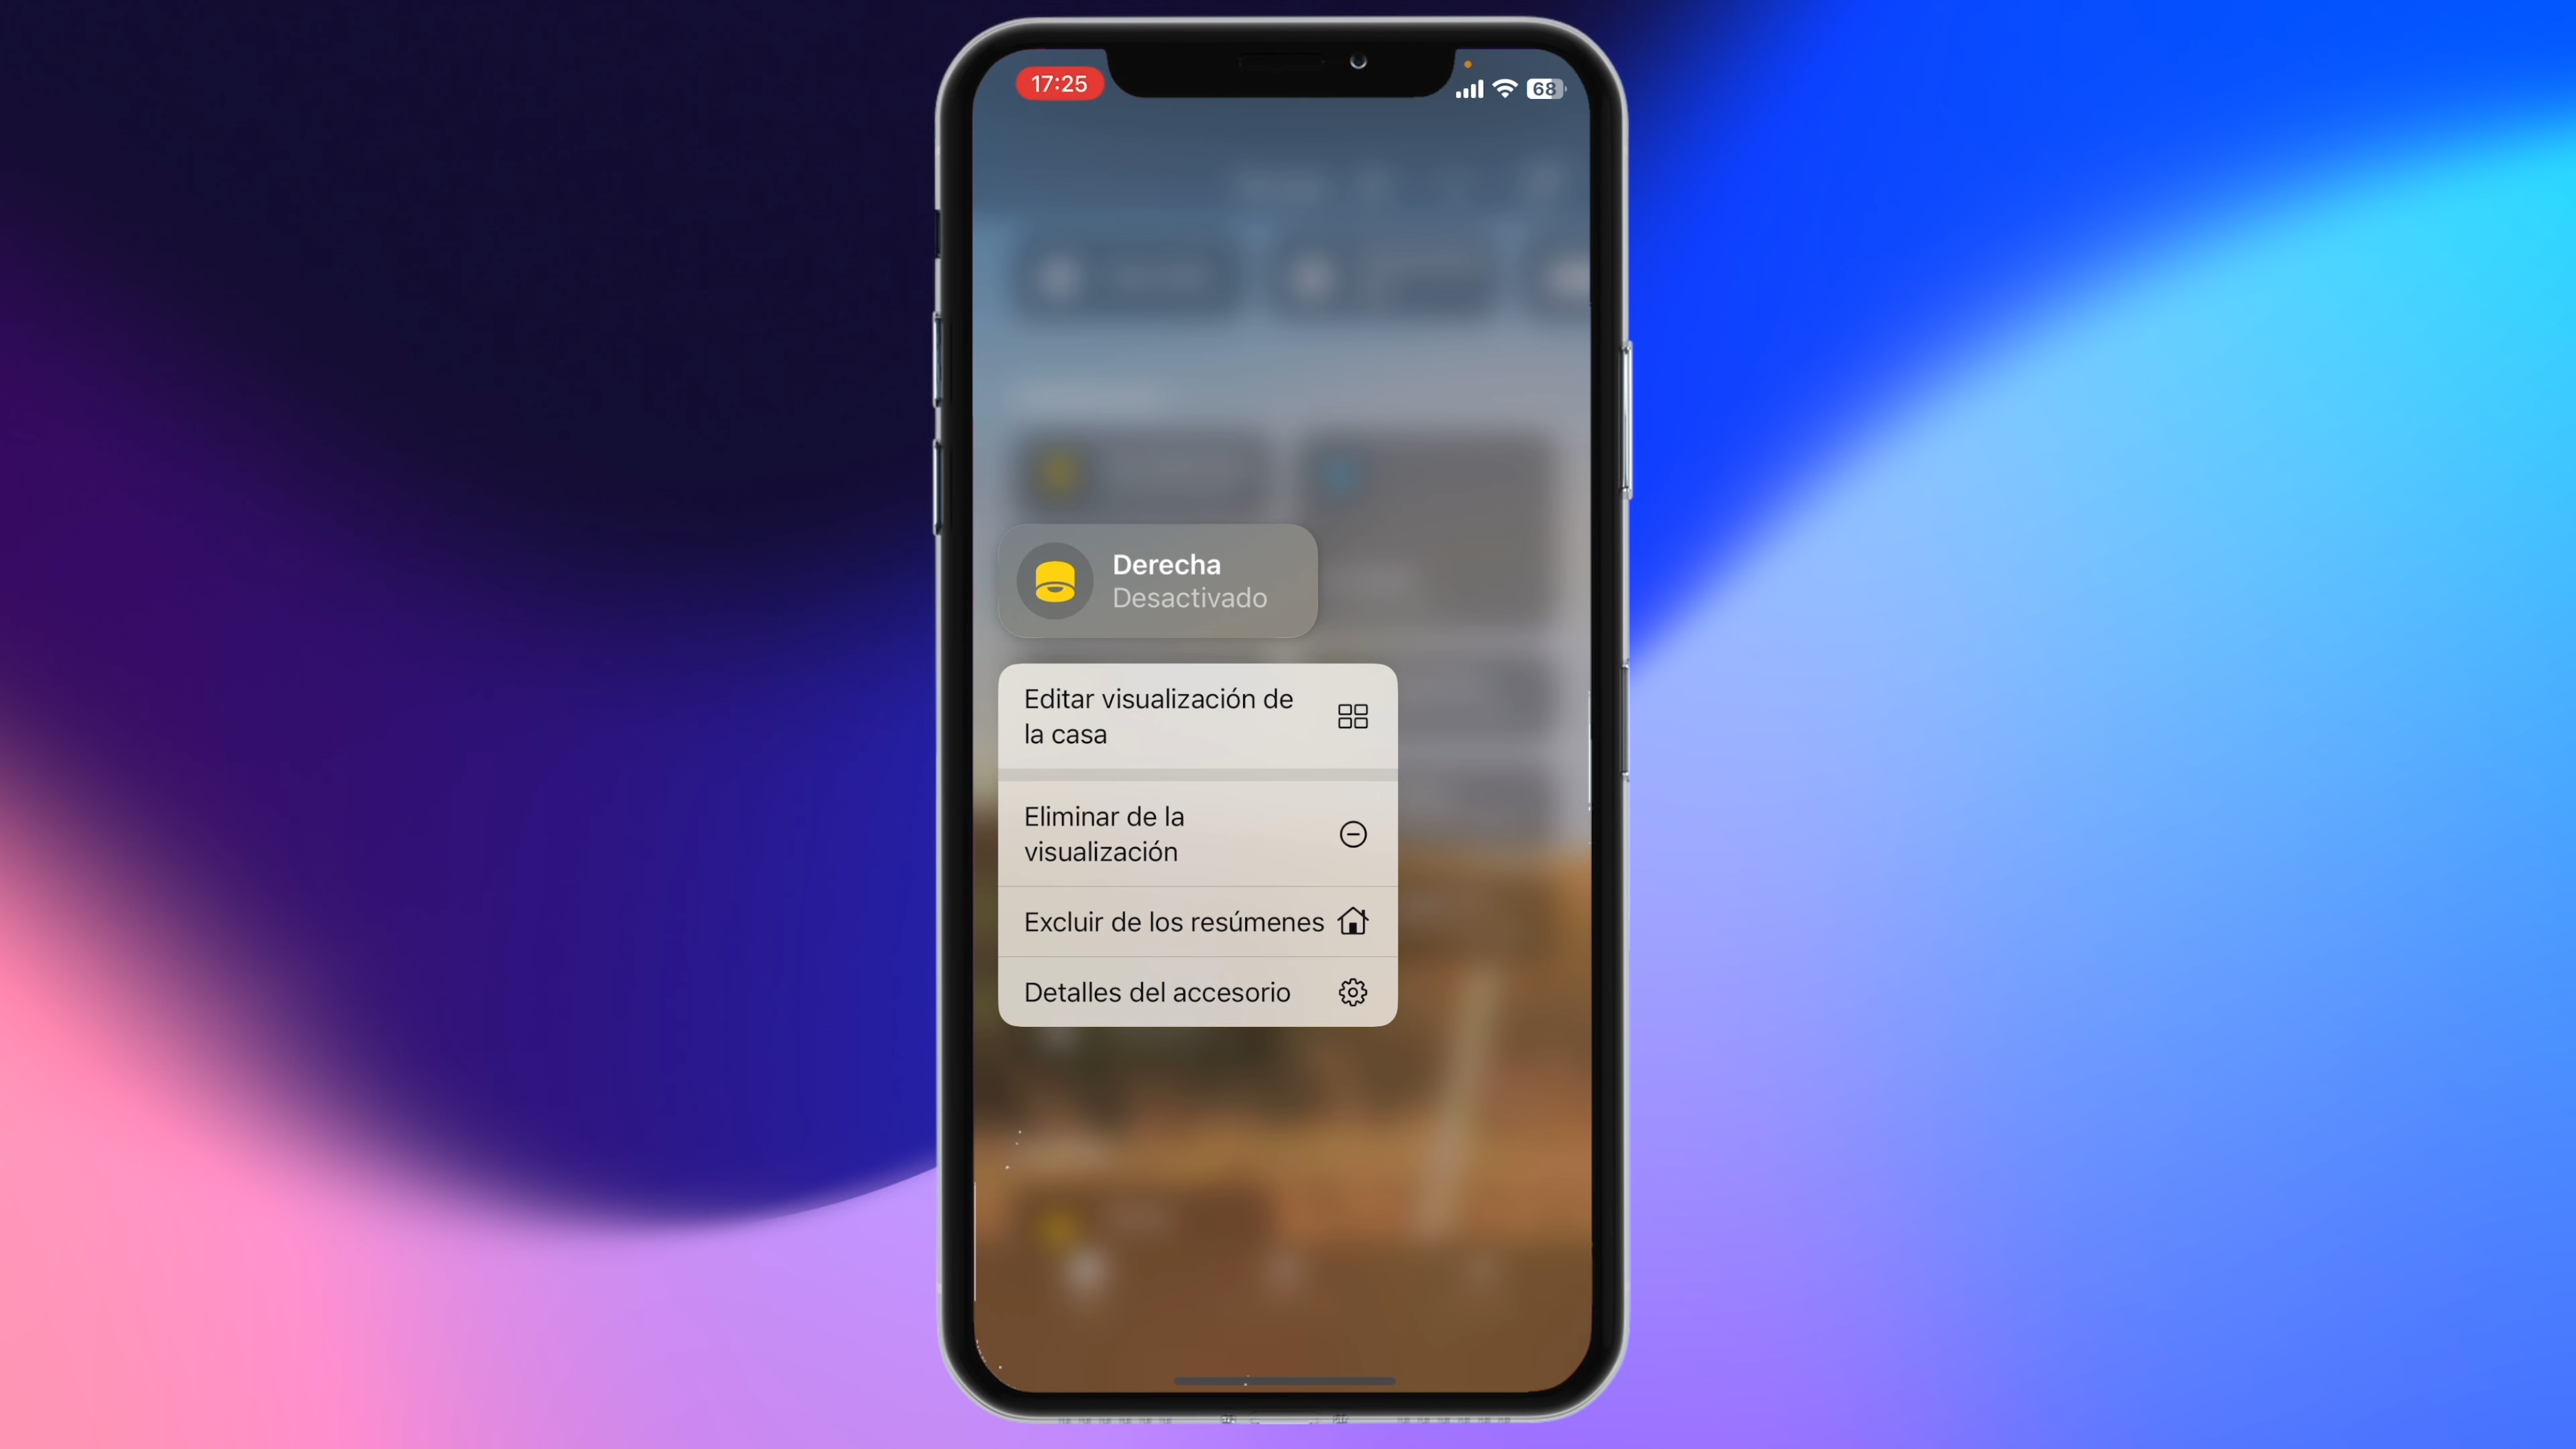 17:25
68
Derecha
Desactivado
Editar visualización de
la casa
Eliminar de la
visualización
Excluir de los resúmenes
Detalles del accesorio